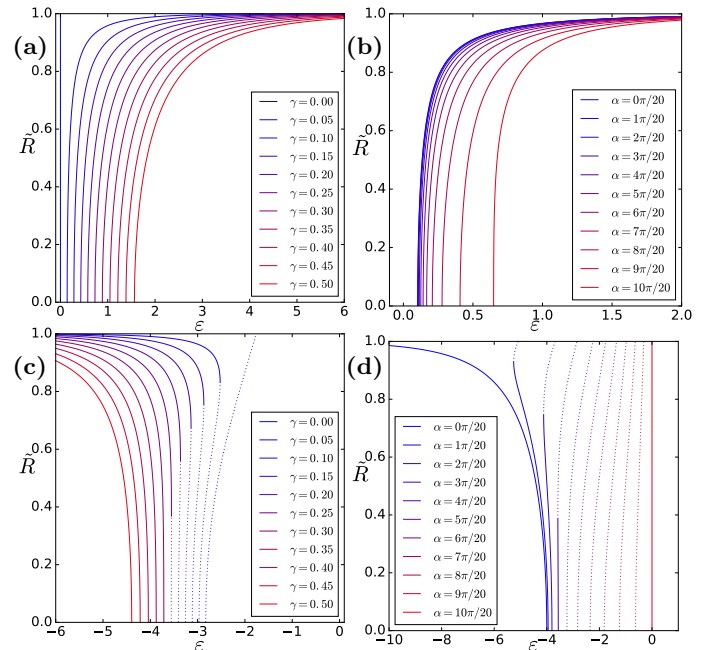 (a)
R̃
1.0
0.8
0.6
0.4
0.2
0.0
γ = 0.00
γ = 0.05
γ = 0.10
γ = 0.15
γ = 0.20
γ = 0.25
γ = 0.30
γ = 0.35
γ = 0.40
γ = 0.45
γ = 0.50
0 1 2 3 4 5 6
ε
(b)
R̃
1.0
0.8
0.6
0.4
0.2
0.0
α = 0π/20
α = 1π/20
α = 2π/20
α = 3π/20
α = 4π/20
α = 5π/20
α = 6π/20
α = 7π/20
α = 8π/20
α = 9π/20
α = 10π/20
0.0 0.5 1.0 1.5 2.0
ε
(c)
R̃
1.0
0.8
0.6
0.4
0.2
0.0
γ = 0.00
γ = 0.05
γ = 0.10
γ = 0.15
γ = 0.20
γ = 0.25
γ = 0.30
γ = 0.35
γ = 0.40
γ = 0.45
γ = 0.50
−6 −5 −4 −3 −2 −1 0
ε
(d)
R̃
1.0
0.8
0.6
0.4
0.2
0.0
α = 0π/20
α = 1π/20
α = 2π/20
α = 3π/20
α = 4π/20
α = 5π/20
α = 6π/20
α = 7π/20
α = 8π/20
α = 9π/20
α = 10π/20
−10 −8 −6 −4 −2 0
ε